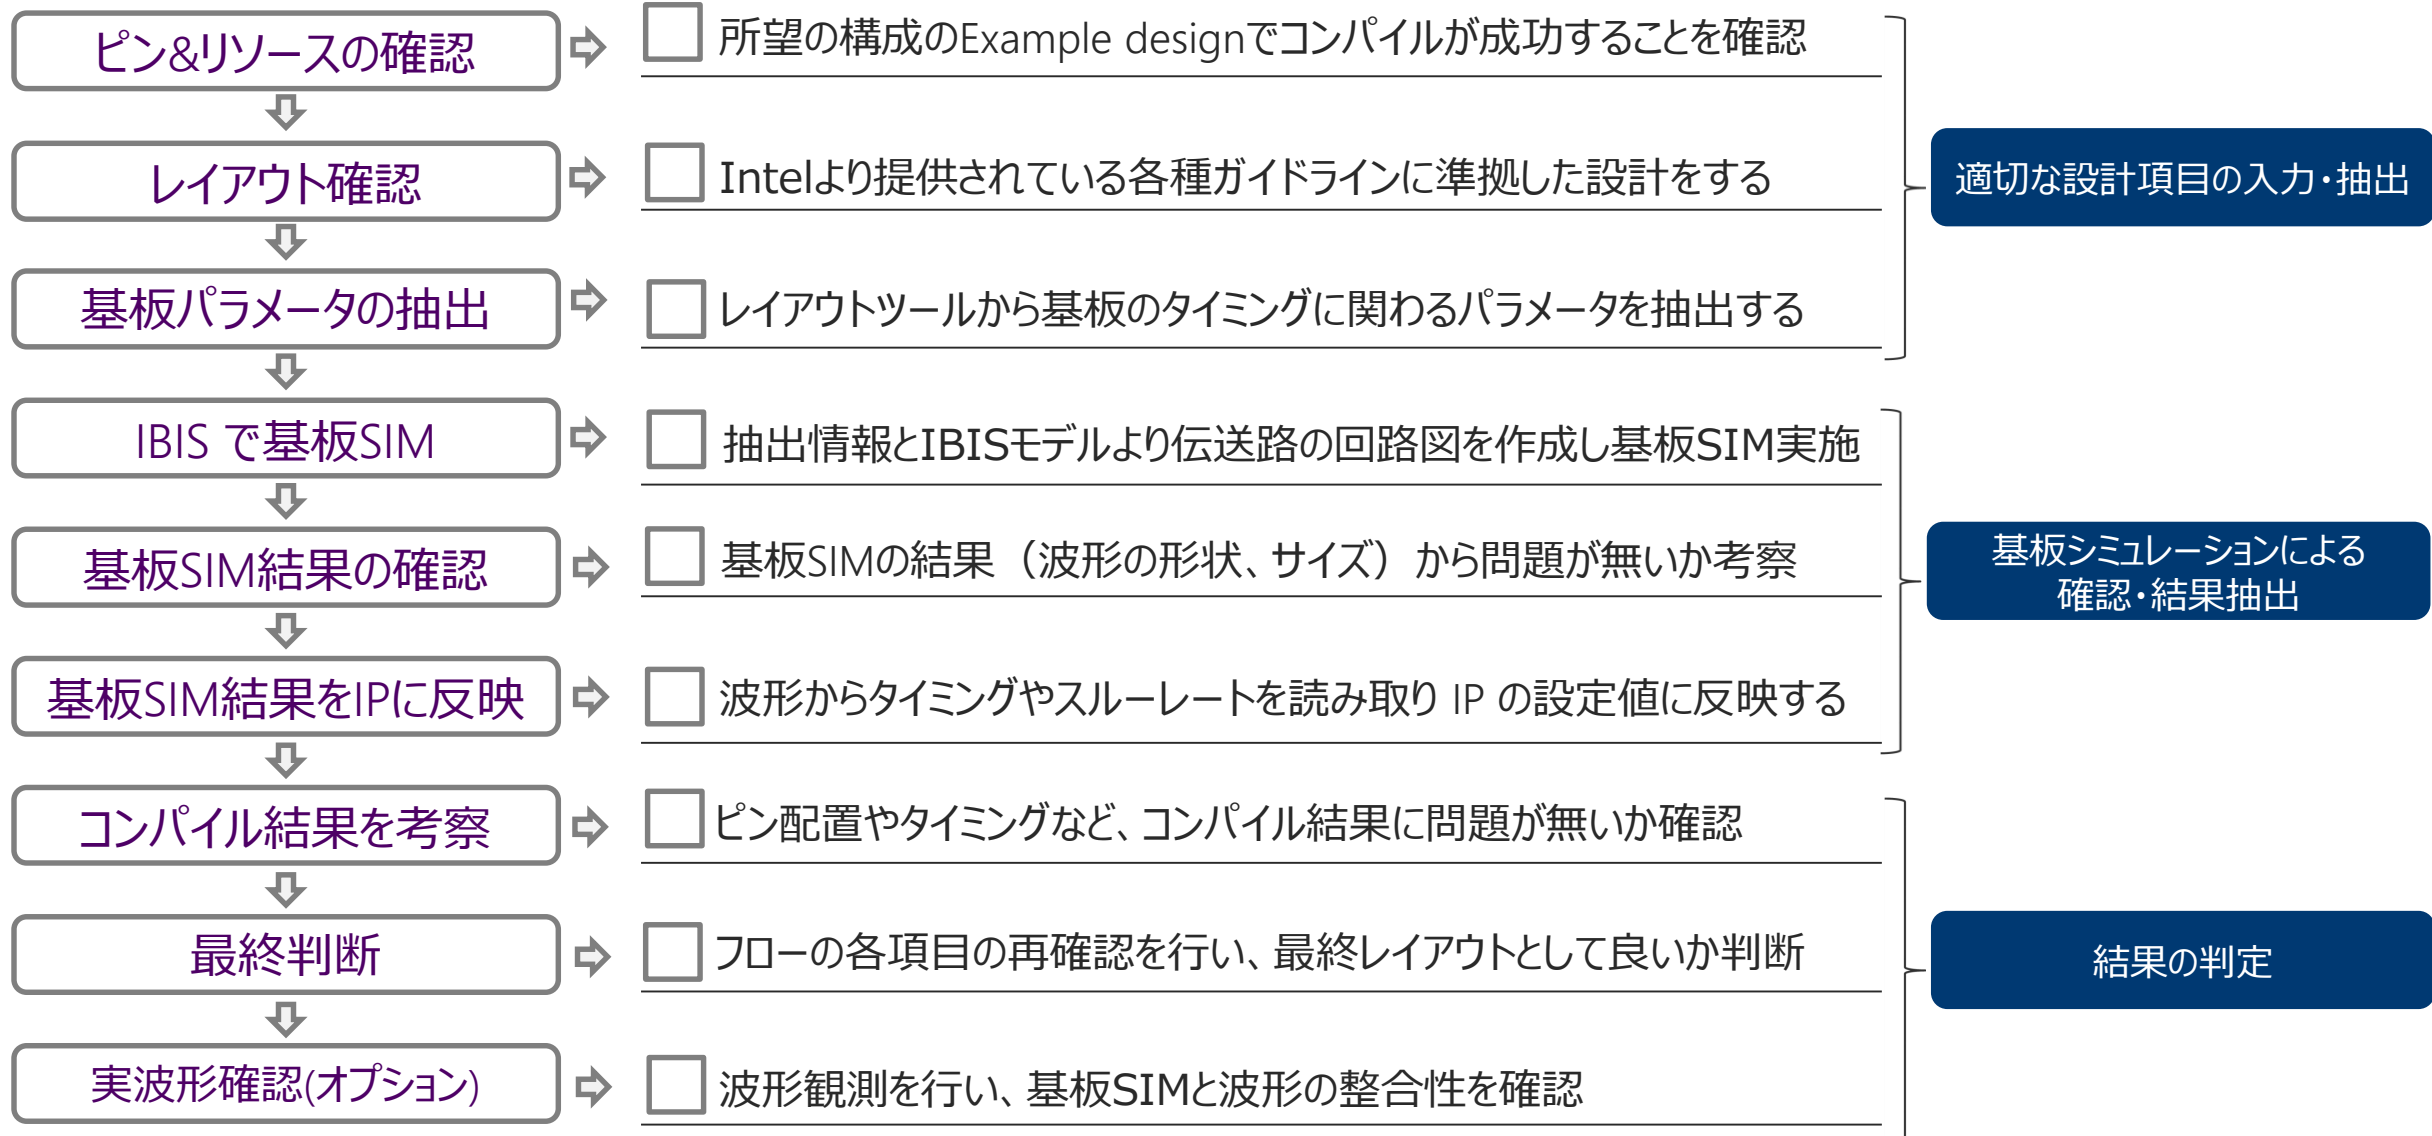 ピン&リソースの確認
所望の構成のExample designでコンパイルが成功することを確認
レイアウト確認
Intelより提供されている各種ガイドラインに準拠した設計をする
適切な設計項目の入力・抽出
基板パラメータの抽出
レイアウトツールから基板のタイミングに関わるパラメータを抽出する
IBIS で基板SIM
抽出情報とIBISモデルより伝送路の回路図を作成し基板SIM実施
基板SIM結果の確認
基板SIMの結果（波形の形状、サイズ）から問題が無いか考察
基板シミュレーションによる
確認・結果抽出
基板SIM結果をIPに反映
波形からタイミングやスルーレートを読み取り IP の設定値に反映する
コンパイル結果を考察
ピン配置やタイミングなど、コンパイル結果に問題が無いか確認
最終判断
フローの各項目の再確認を行い、最終レイアウトとして良いか判断
結果の判定
実波形確認(オプション)
波形観測を行い、基板SIMと波形の整合性を確認